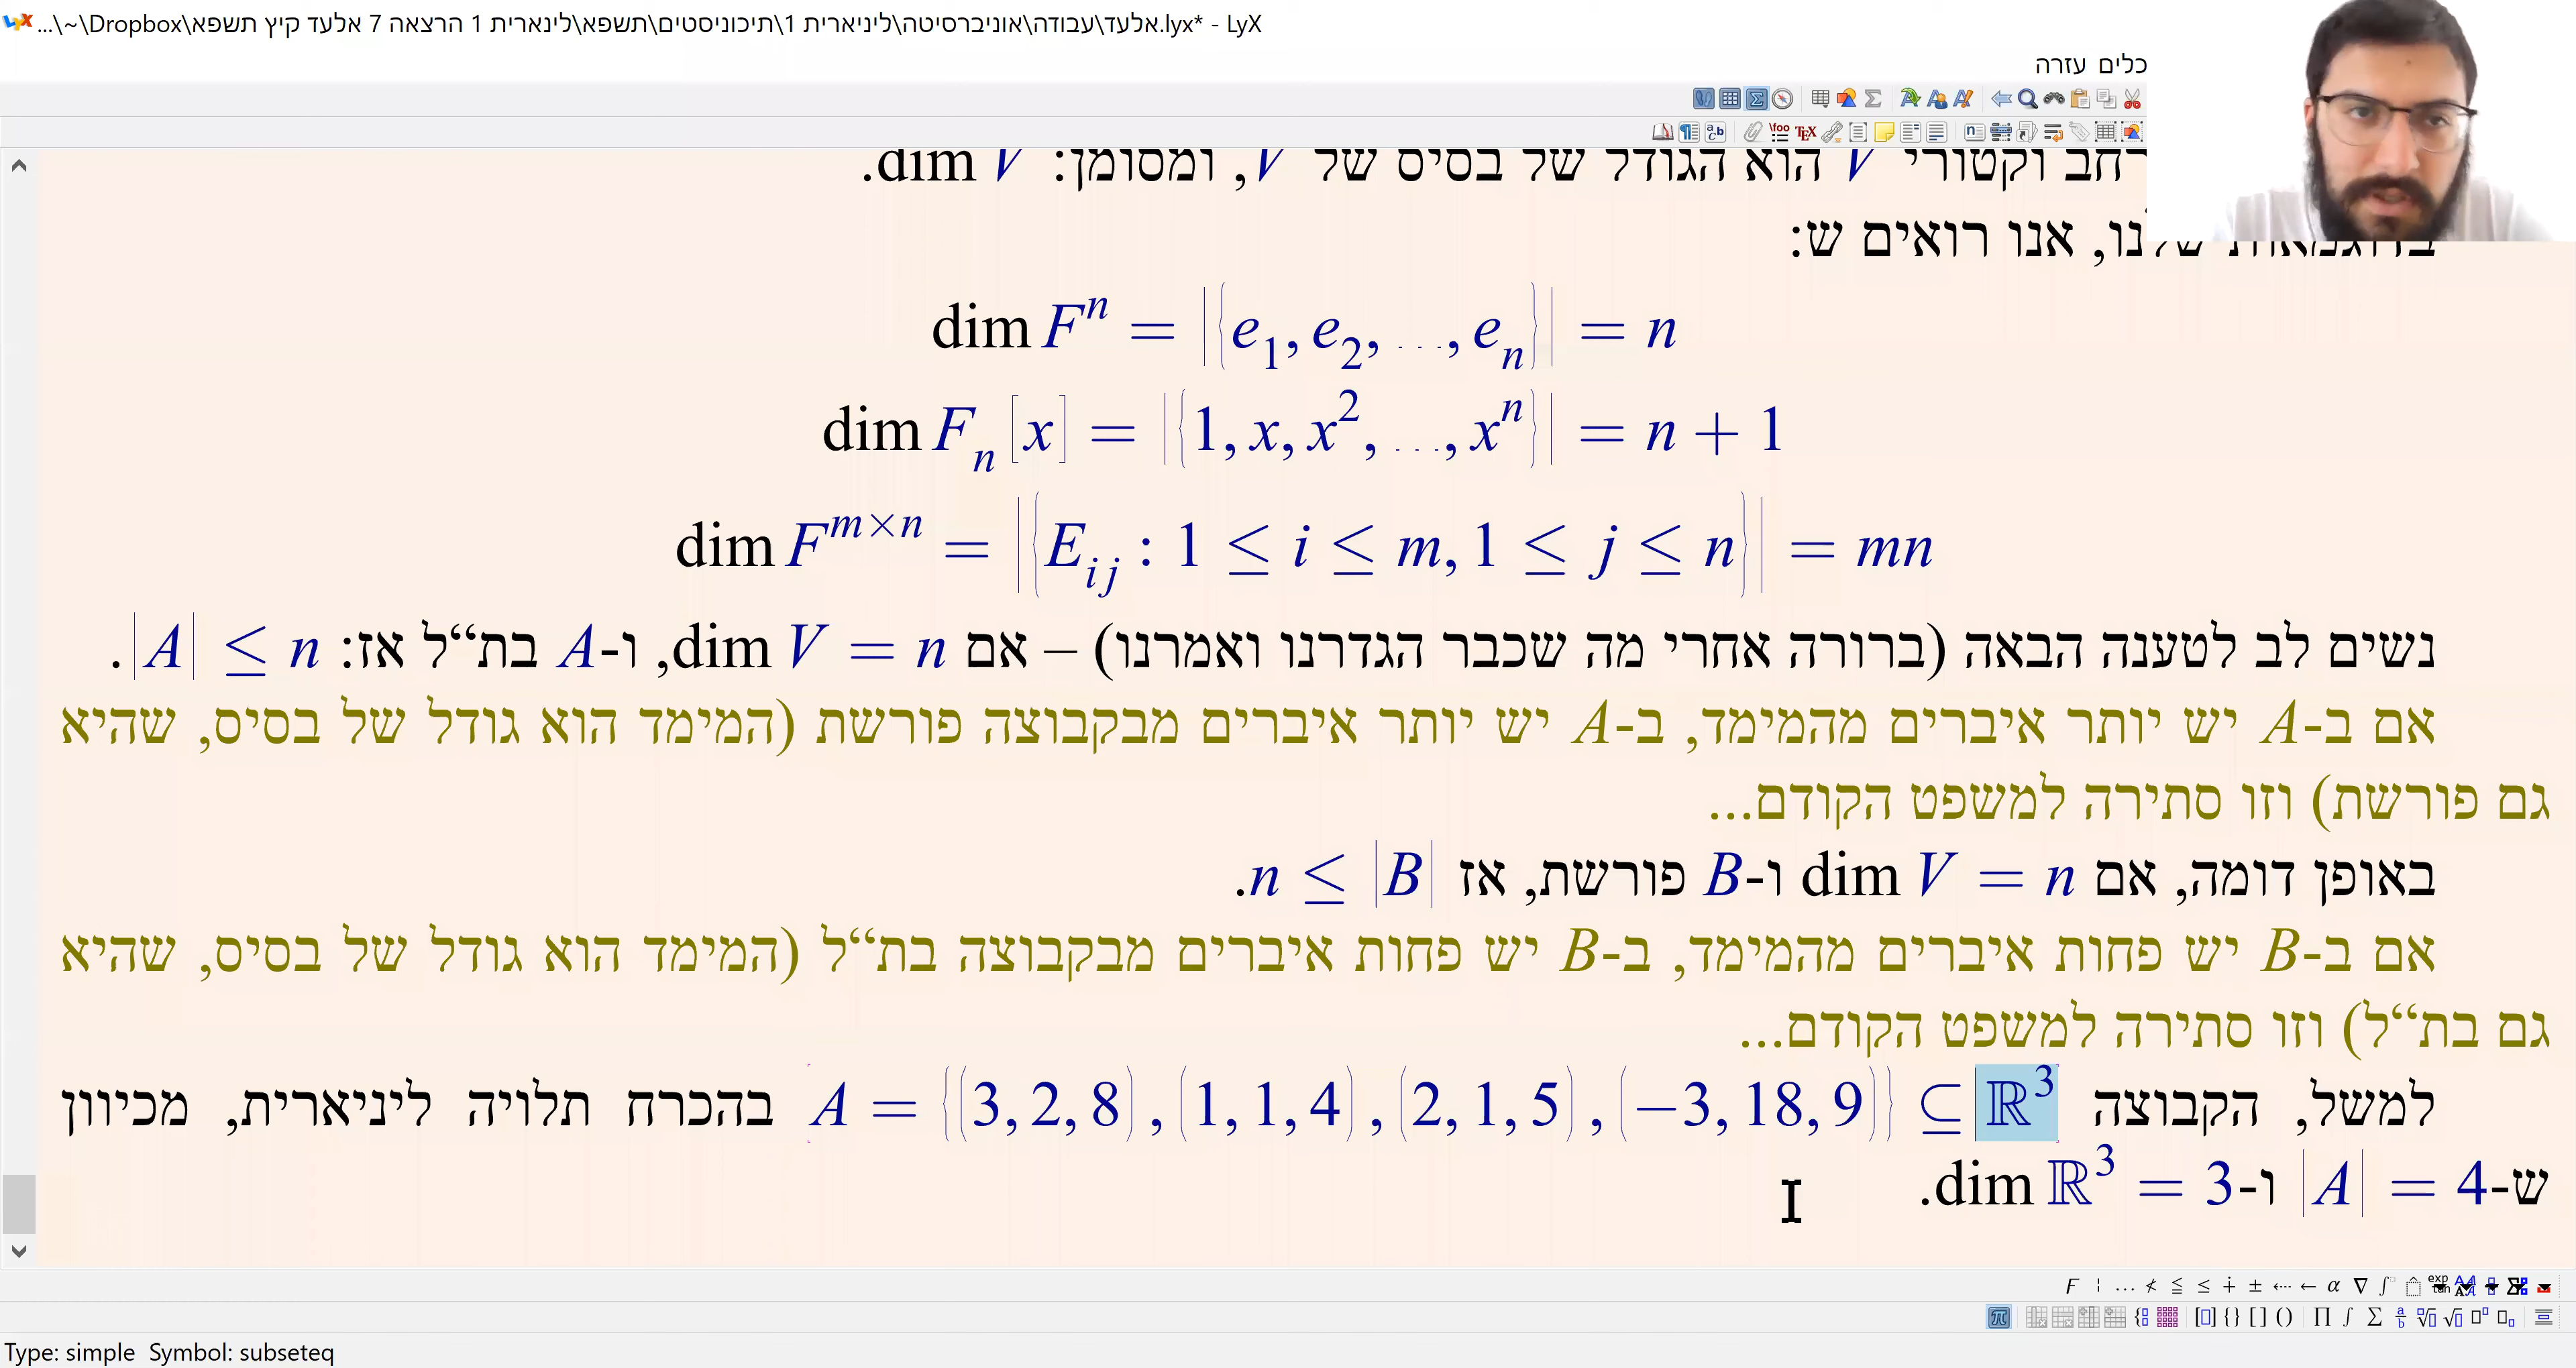 ...\~\Dropbox\אלעד\עבודה\אוניברסיטה\ליניארית 1\תיכוניסטים\תשפא\לינארית 1 הרצאה 7 אלעד קיץ תשפא.lyx* - LyX
כלים עזרה
רחב וקטורי V הוא הגודל של בסיס של V, ומסומן: dim V.
שלנו, אנו רואים ש:
dim F^n = |{e_1, e_2, ..., e_n}| = n
dim F_n [x] = |{1, x, x^2, ..., x^n}| = n + 1
dim F^{m×n} = |{E_{ij} : 1 ≤ i ≤ m, 1 ≤ j ≤ n}| = mn
נשים לב לטענה הבאה (ברורה אחרי מה שכבר הגדרנו ואמרנו) – אם dim V = n, ו-A בת“ל אז: |A| ≤ n.
אם ב-A יש יותר איברים מהמימד, ב-A יש יותר איברים מבקבוצה פורשת (המימד הוא גודל של בסיס, שהיא
גם פורשת) וזו סתירה למשפט הקודם...
באופן דומה, אם dim V = n ו-B פורשת, אז n ≤ |B|.
אם ב-B יש פחות איברים מהמימד, ב-B יש פחות איברים מבקבוצה בת“ל (המימד הוא גודל של בסיס, שהיא
גם בת“ל) וזו סתירה למשפט הקודם...
למשל, הקבוצה A = {(3, 2, 8), (1, 1, 4), (2, 1, 5), (−3, 18, 9)} ⊆ ℝ^3 בהכרח תלויה ליניארית, מכיוון
ש-4 = |A| ו-dim ℝ^3 = 3.
Type: simple Symbol: subseteq